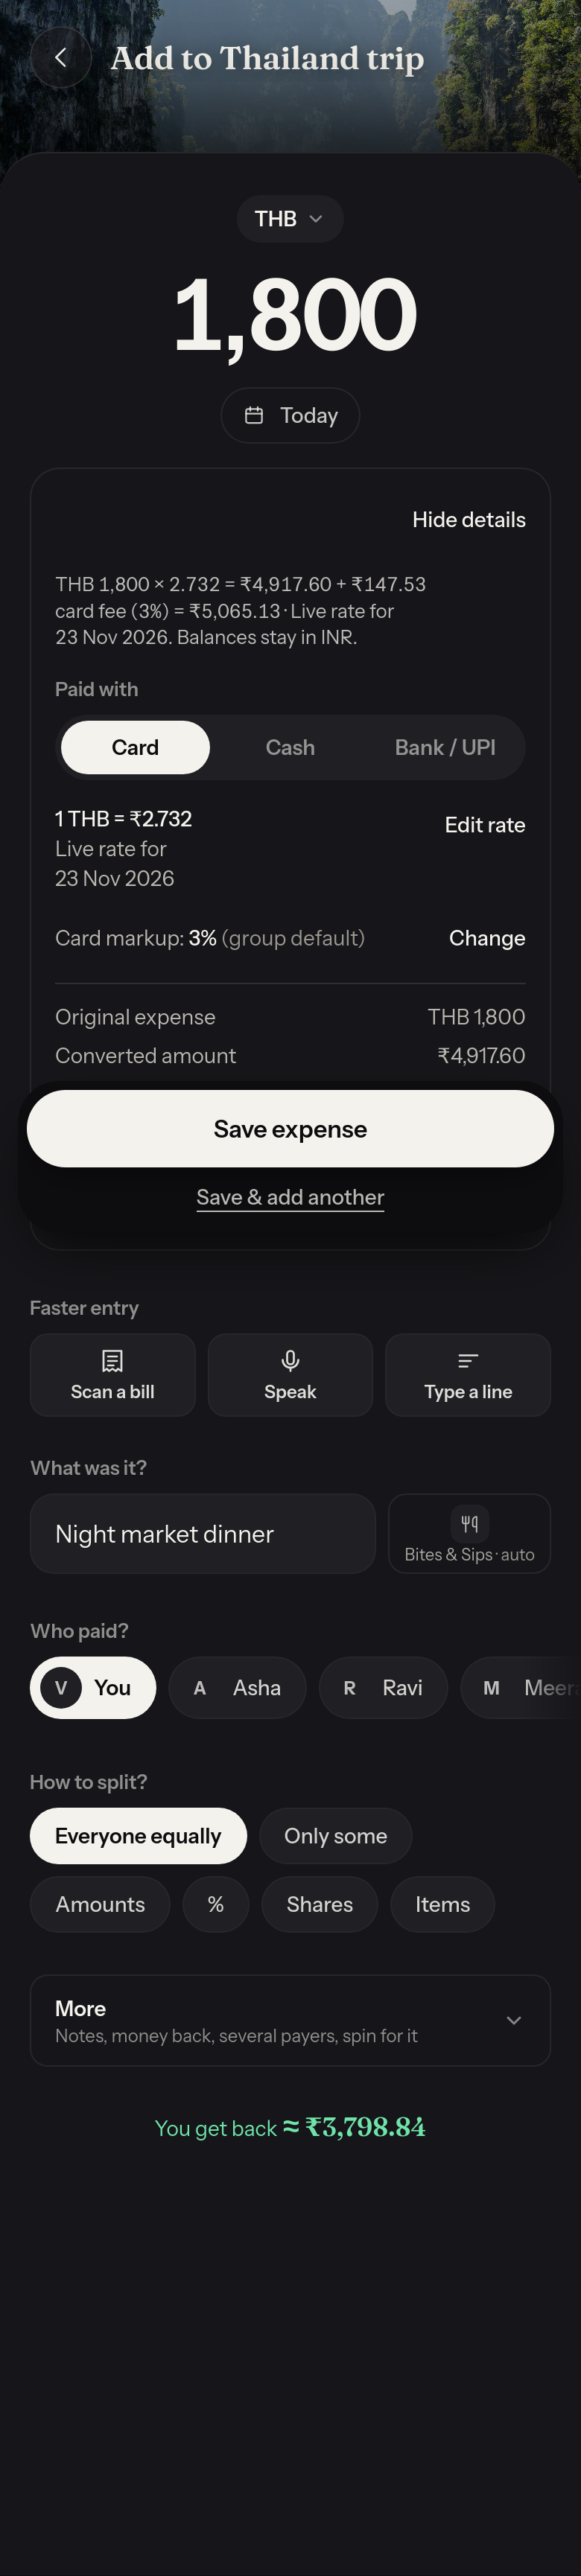 Add to Thailand trip
THB
1,800
Today
Hide details
THB 1,800 × 2.732 = ₹4,917.60 + ₹147.53
card fee (3%) = ₹5,065.13 · Live rate for
23 Nov 2026. Balances stay in INR.
Paid with
Card Cash Bank / UPI
1 THB = ₹2.732 Edit rate
Live rate for
23 Nov 2026
Card markup: 3% (group default) Change
Original expense THB 1,800
Converted amount ₹4,917.60
Save expense
Save & add another
Faster entry
Scan a bill Speak Type a line
What was it?
Night market dinner
Bites & Sips · auto
Who paid?
V You A Asha R Ravi M
How to split?
Everyone equally Only some
Amounts % Shares Items
More
Notes, money back, several payers, spin for it
You get back ≈ ₹3,798.84